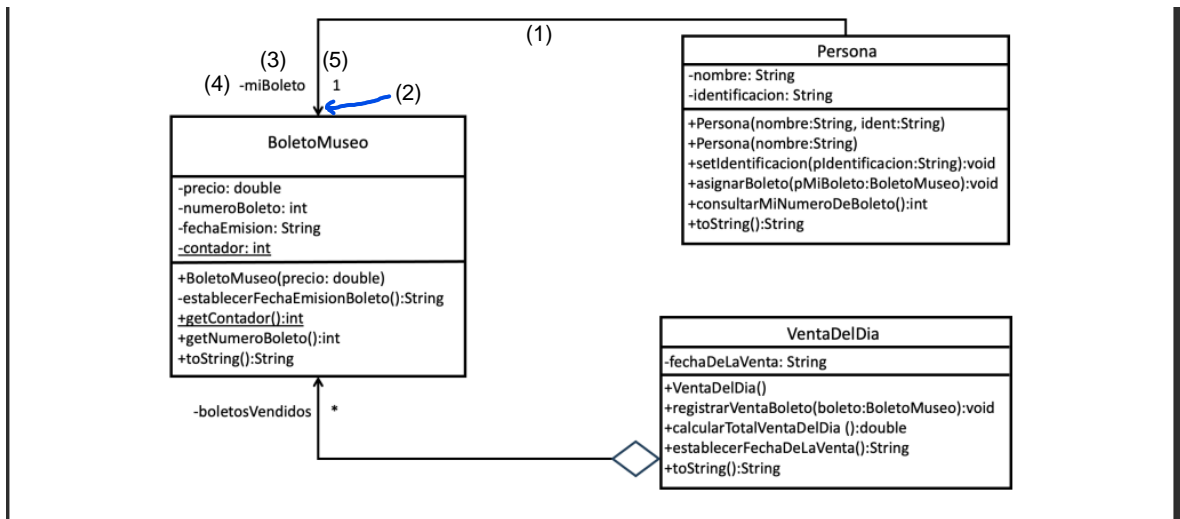 (1)
(3)
(5)
(4) -miBoleto 1
(2)
Persona
-nombre: String
-identificacion: String
+Persona(nombre:String, ident:String)
+Persona(nombre:String)
+setIdentificacion(pIdentificacion:String):void
+asignarBoleto(pMiBoleto:BoletoMuseo):void
+consultarMiNumeroDeBoleto():int
+toString():String
BoletoMuseo
-precio: double
-numeroBoleto: int
-fechaEmision: String
-contador: int
+BoletoMuseo(precio: double)
-establecerFechaEmisionBoleto():String
+getContador():int
+getNumeroBoleto():int
+toString():String
-boletosVendidos *
VentaDelDia
-fechaDeLaVenta: String
+VentaDelDia()
+registrarVentaBoleto(boleto:BoletoMuseo):void
+calcularTotalVentaDelDia ():double
+establecerFechaDeLaVenta():String
+toString():String